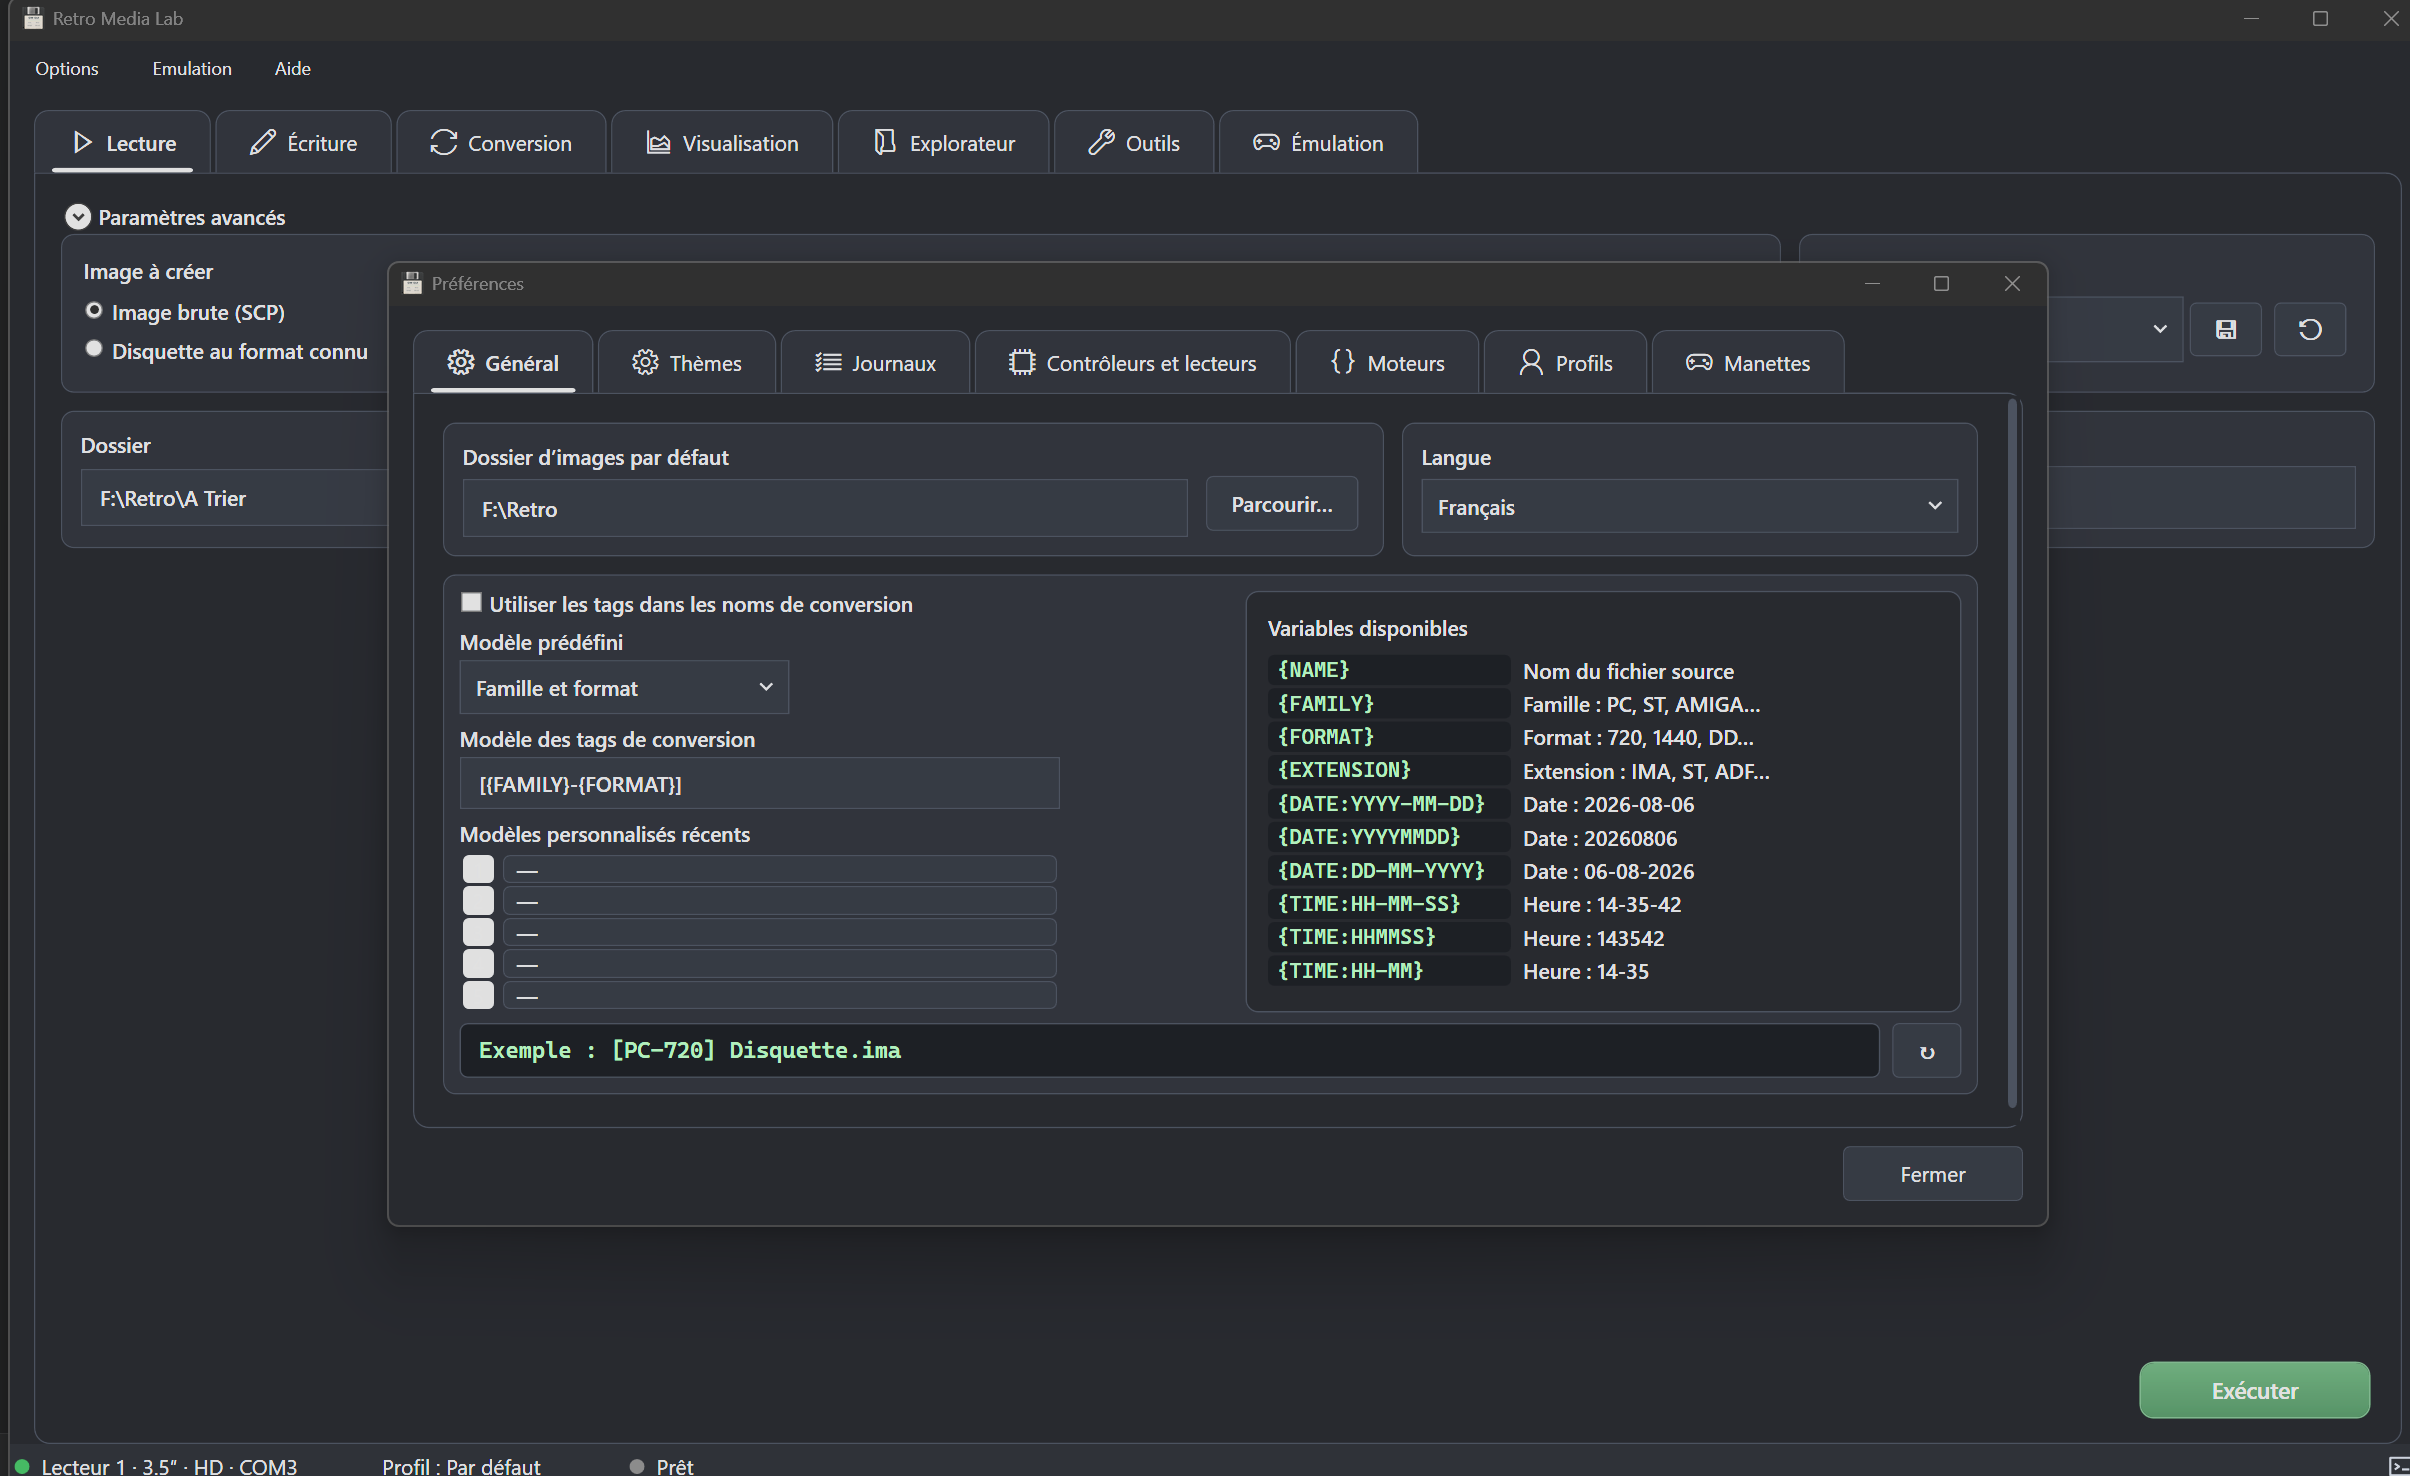 Retro Media Lab
Options Emulation Aide
Lecture Écriture Conversion Visualisation Explorateur Outils Émulation
Paramètres avancés
Image à créer
Image brute (SCP)
Disquette au format connu
Dossier
F:\Retro\A Trier
Préférences
Général Thèmes Journaux Contrôleurs et lecteurs Moteurs Profils Manettes
Dossier d’images par défaut
F:\Retro
Parcourir...
Langue
Français
Utiliser les tags dans les noms de conversion
Modèle prédéfini
Famille et format
Modèle des tags de conversion
[{FAMILY}-{FORMAT}]
Modèles personnalisés récents
—
—
—
—
—
Variables disponibles
{NAME} Nom du fichier source
{FAMILY} Famille : PC, ST, AMIGA...
{FORMAT} Format : 720, 1440, DD...
{EXTENSION} Extension : IMA, ST, ADF...
{DATE:YYYY-MM-DD} Date : 2026-08-06
{DATE:YYYYMMDD} Date : 20260806
{DATE:DD-MM-YYYY} Date : 06-08-2026
{TIME:HH-MM-SS} Heure : 14-35-42
{TIME:HHMMSS} Heure : 143542
{TIME:HH-MM} Heure : 14-35
Exemple : [PC-720] Disquette.ima
Fermer
Exécuter
Lecteur 1 · 3.5″ · HD · COM3 Profil : Par défaut Prêt